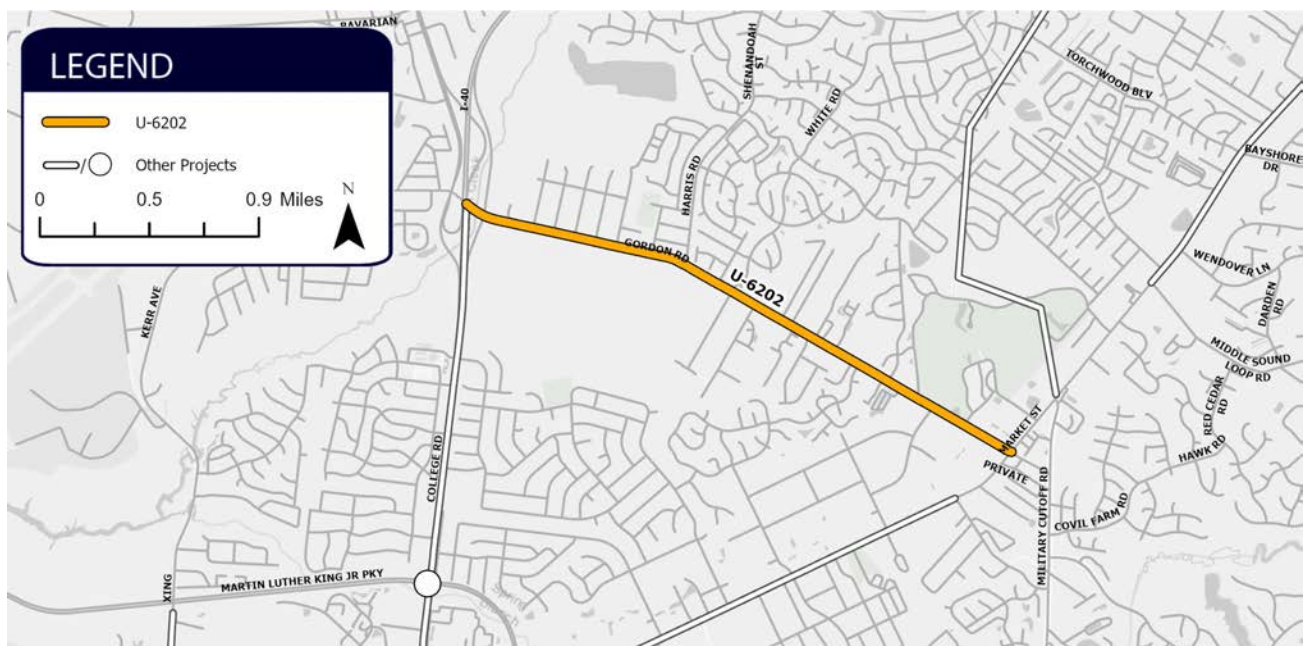 BAVARIAN
LEGEND
U-6202
Other Projects
0 0.5 0.9 Miles
N
I-40
SHENANDOAH
ST
WHITE RD
TORCHWOOD BLV
BAYSHORE
DR
HARRIS RD
GORDON RD
U-6202
WENDOVER LN
DARDEN
RD
KERR AVE
MIDDLE SOUND
LOOP RD
RED CEDAR
RD
MARKET ST
HAWK RD
PRIVATE
COLLEGE RD
COVIL FARM RD
MILITARY CUTOFF RD
MARTIN LUTHER KING JR PKY
XING